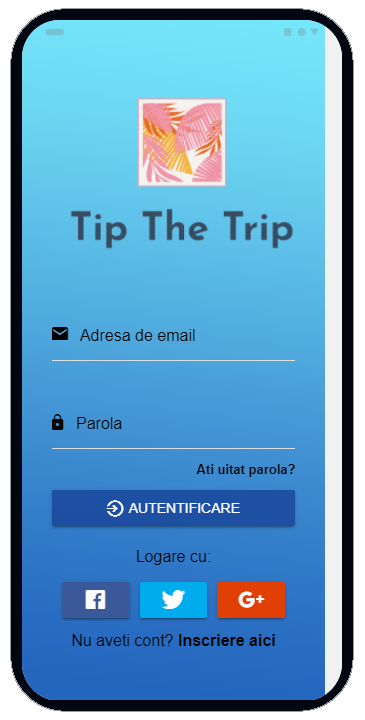 Tip The Trip
Adresa de email
Parola
Ati uitat parola?
AUTENTIFICARE
Logare cu:
G+
Nu aveti cont? Inscriere aici